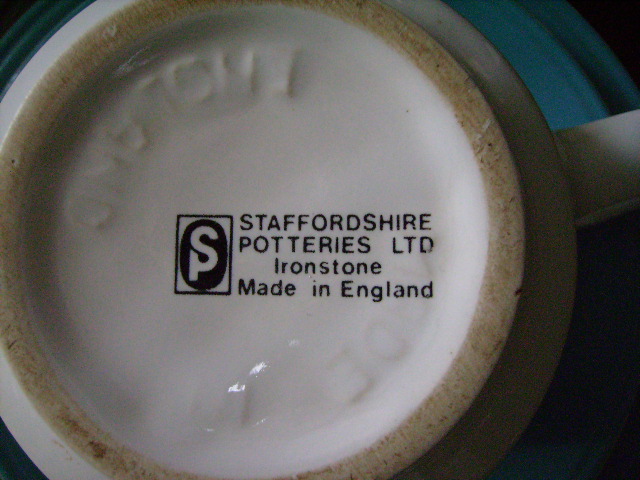 SP
STAFFORDSHIRE
POTTERIES LTD
Ironstone
Made in England